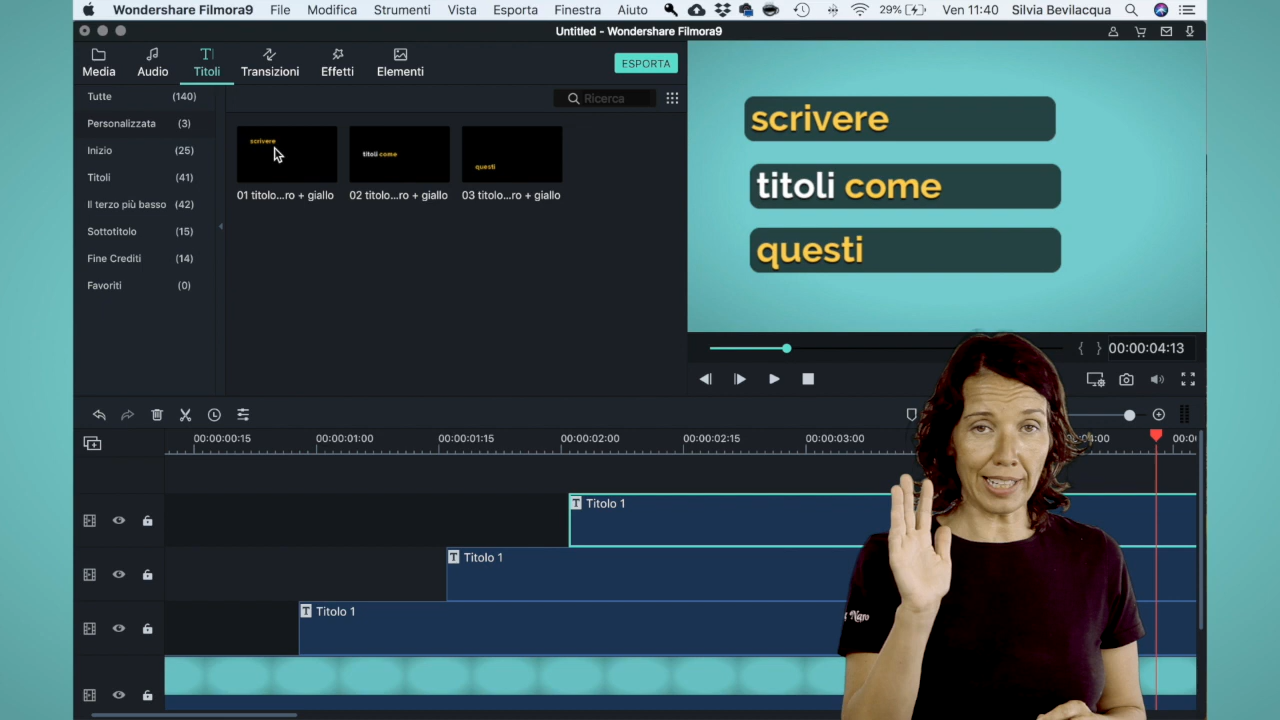 Wondershare Filmora9 File Modifica Strumenti Vista Esporta Finestra Aiuto 29% Ven 11:40 Silvia Bevilacqua
Untitled - Wondershare Filmora9
Media Audio Titoli Transizioni Effetti Elementi ESPORTA
Tutte (140)
Ricerca
Personalizzata (3)
Inizio (25)
Titoli (41)
Il terzo più basso (42)
Sottotitolo (15)
Fine Crediti (14)
Favoriti (0)
scrivere
titoli come
questi
01 titolo...ro + giallo 02 titolo...ro + giallo 03 titolo...ro + giallo
scrivere
titoli come
questi
{ } 00:00:04:13
00:00:00:15 00:00:01:00 00:00:01:15 00:00:02:00 00:00:02:15 00:00:03:00
T Titolo 1
T Titolo 1
T Titolo 1